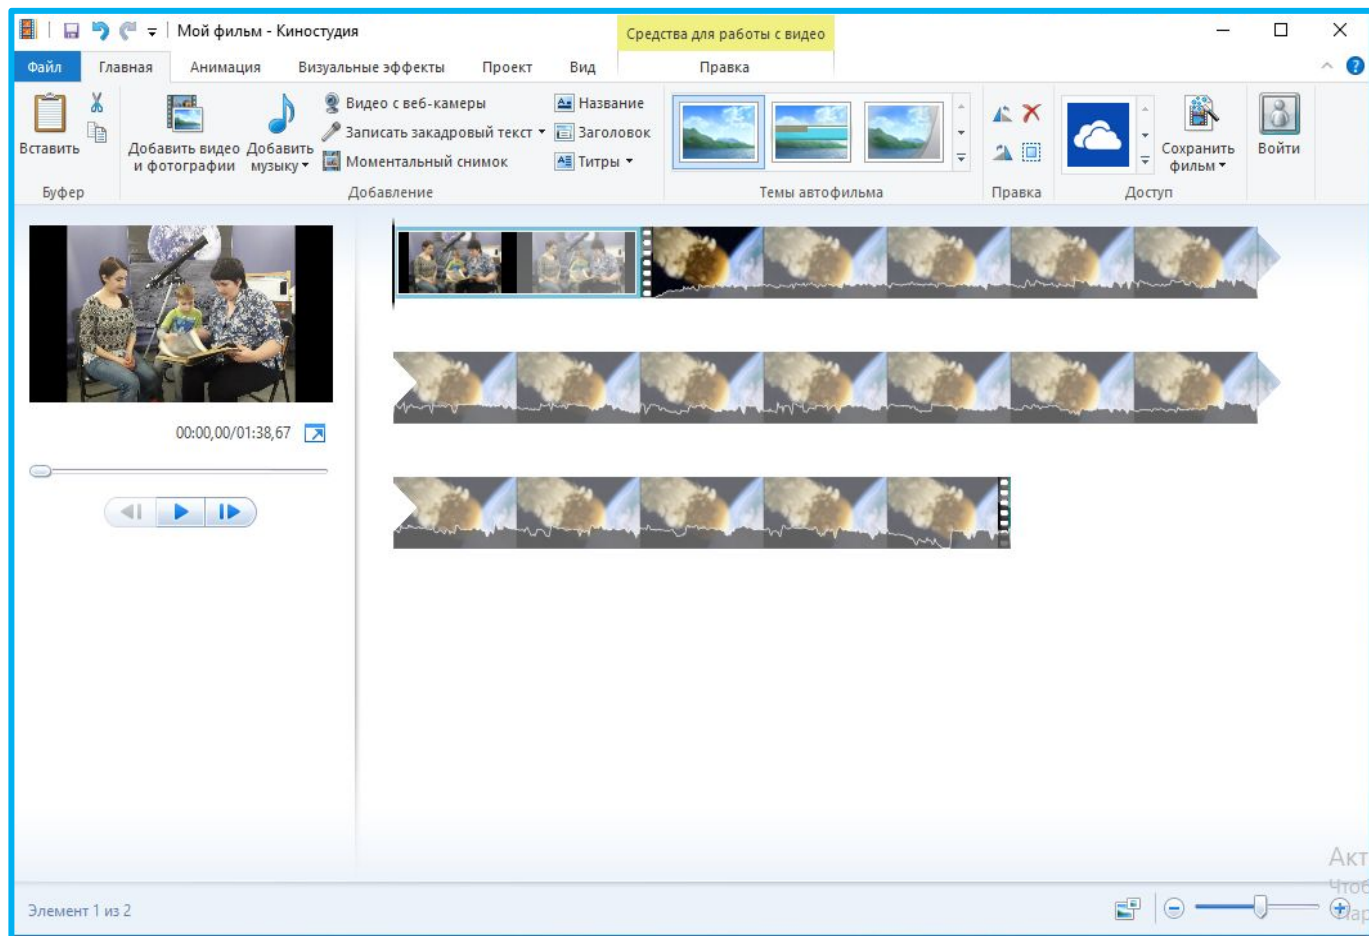 Мой фильм - Киностудия
Средства для работы с видео
Файл Главная Анимация Визуальные эффекты Проект Вид Правка
Вставить
Добавить видео и фотографии
Добавить музыку
Видео с веб-камеры
Записать закадровый текст
Моментальный снимок
Название
Заголовок
Титры
Сохранить фильм
Войти
Буфер Добавление Темы автофильма Правка Доступ
00:00,00/01:38,67
Элемент 1 из 2